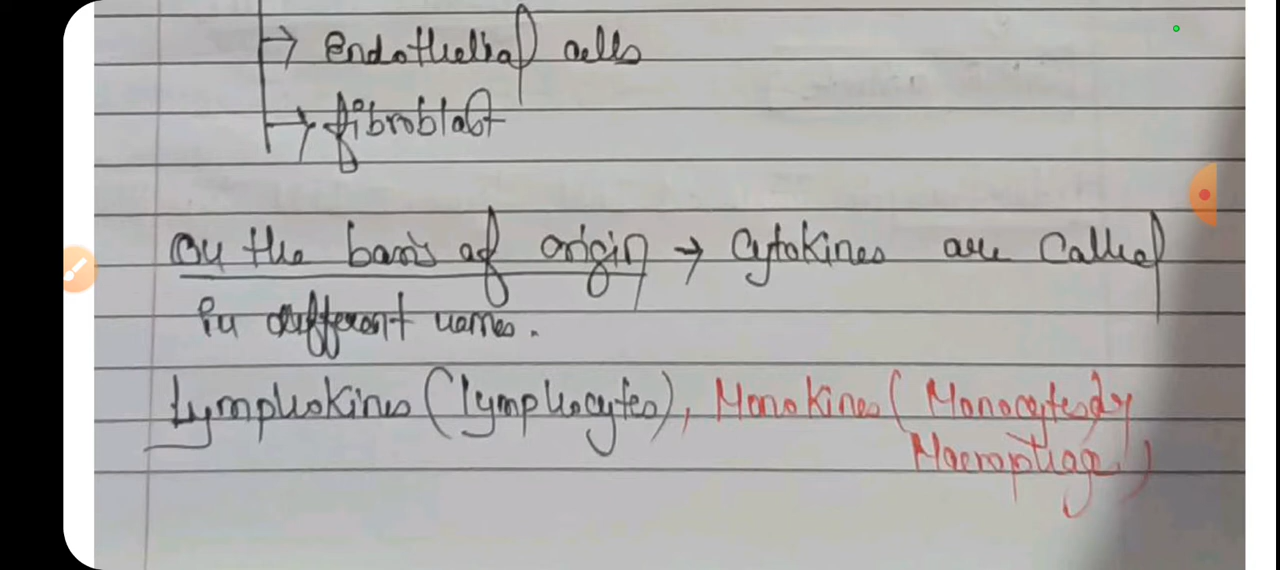 → endothelial cells
→ fibroblast
On the basis of origin → Cytokines are Called
in different names.
Lymphokines (lymphocytes), Monokines (Monocytes
Macrophage)